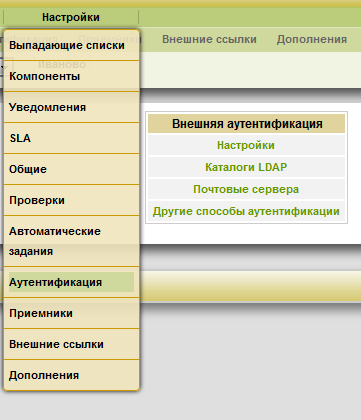 Настройки
Внешние ссылки
Дополнения
Иваново
Выпадающие списки
Компоненты
Уведомления
SLA
Общие
Проверки
Автоматические
задания
Аутентификация
Приемники
Внешние ссылки
Дополнения
Внешняя аутентификация
Настройки
Каталоги LDAP
Почтовые сервера
Другие способы аутентификации